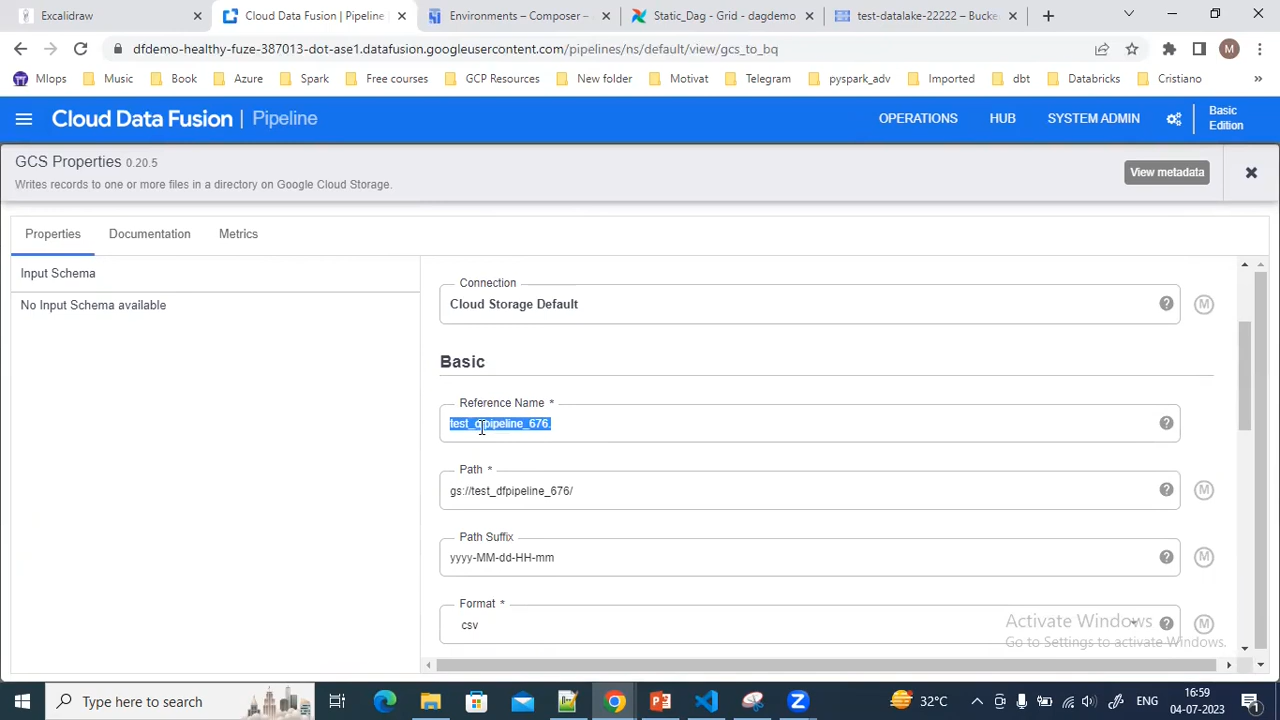 Excalidraw
Cloud Data Fusion | Pipeline
Environments – Composer –
Static_Dag - Grid - dagdemo
test-datalake-22222 – Bucke
dfdemo-healthy-fuze-387013-dot-ase1.datafusion.googleusercontent.com/pipelines/ns/default/view/gcs_to_bq
M
Mlops
Music
Book
Azure
Spark
Free courses
GCP Resources
New folder
Motivat
Telegram
pyspark_adv
Imported
dbt
Databricks
Cristiano
»
Cloud Data Fusion | Pipeline
OPERATIONS
HUB
SYSTEM ADMIN
Basic
Edition
GCS Properties 0.20.5
Writes records to one or more files in a directory on Google Cloud Storage.
View metadata
Properties
Documentation
Metrics
Input Schema
No Input Schema available
Connection
Cloud Storage Default
M
Basic
Reference Name *
test_dfpipeline_676.
Path *
gs://test_dfpipeline_676/
M
Path Suffix
yyyy-MM-dd-HH-mm
M
Format *
csv
M
Activate Windows
Go to Settings to activate Windows.
Type here to search
32°C
ENG
16:59
04-07-2023
1